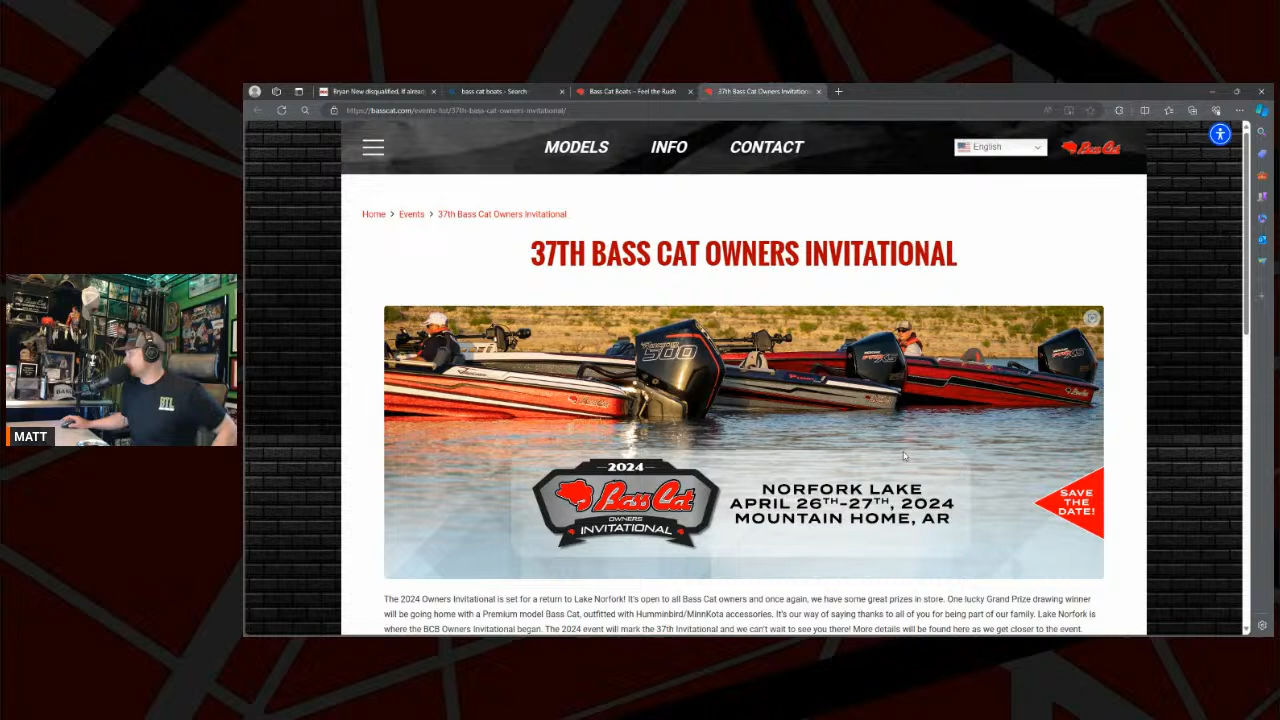 Bryan New disqualified. If alread
bass cat boats - Search
Bass Cat Boats – Feel the Rush
37th Bass Cat Owners Invitation
https://basscat.com/events-list/37th-bass-cat-owners-invitational/
MODELS INFO CONTACT
English
Bass Cat
Home > Events > 37th Bass Cat Owners Invitational
37TH BASS CAT OWNERS INVITATIONAL
500
2024
Bass Cat
OWNERS
INVITATIONAL
NORFORK LAKE
APRIL 26TH-27TH, 2024
MOUNTAIN HOME, AR
SAVE
THE
DATE!
The 2024 Owners Invitational is set for a return to Lake Norfork! It's open to all Bass Cat owners and once again, we have some great prizes in store. One lucky Grand Prize drawing winner
will be going home with a Premium model Bass Cat, outfitted with Humminbird/MinnKota accessories. It's our way of saying thanks to all of you for being part of our family. Lake Norfork is
where the BCB Owners Invitational began. The 2024 event will mark the 37th Invitational and we can't wait to see you there! More details will be found here as we get closer to the event.
MATT
BTL